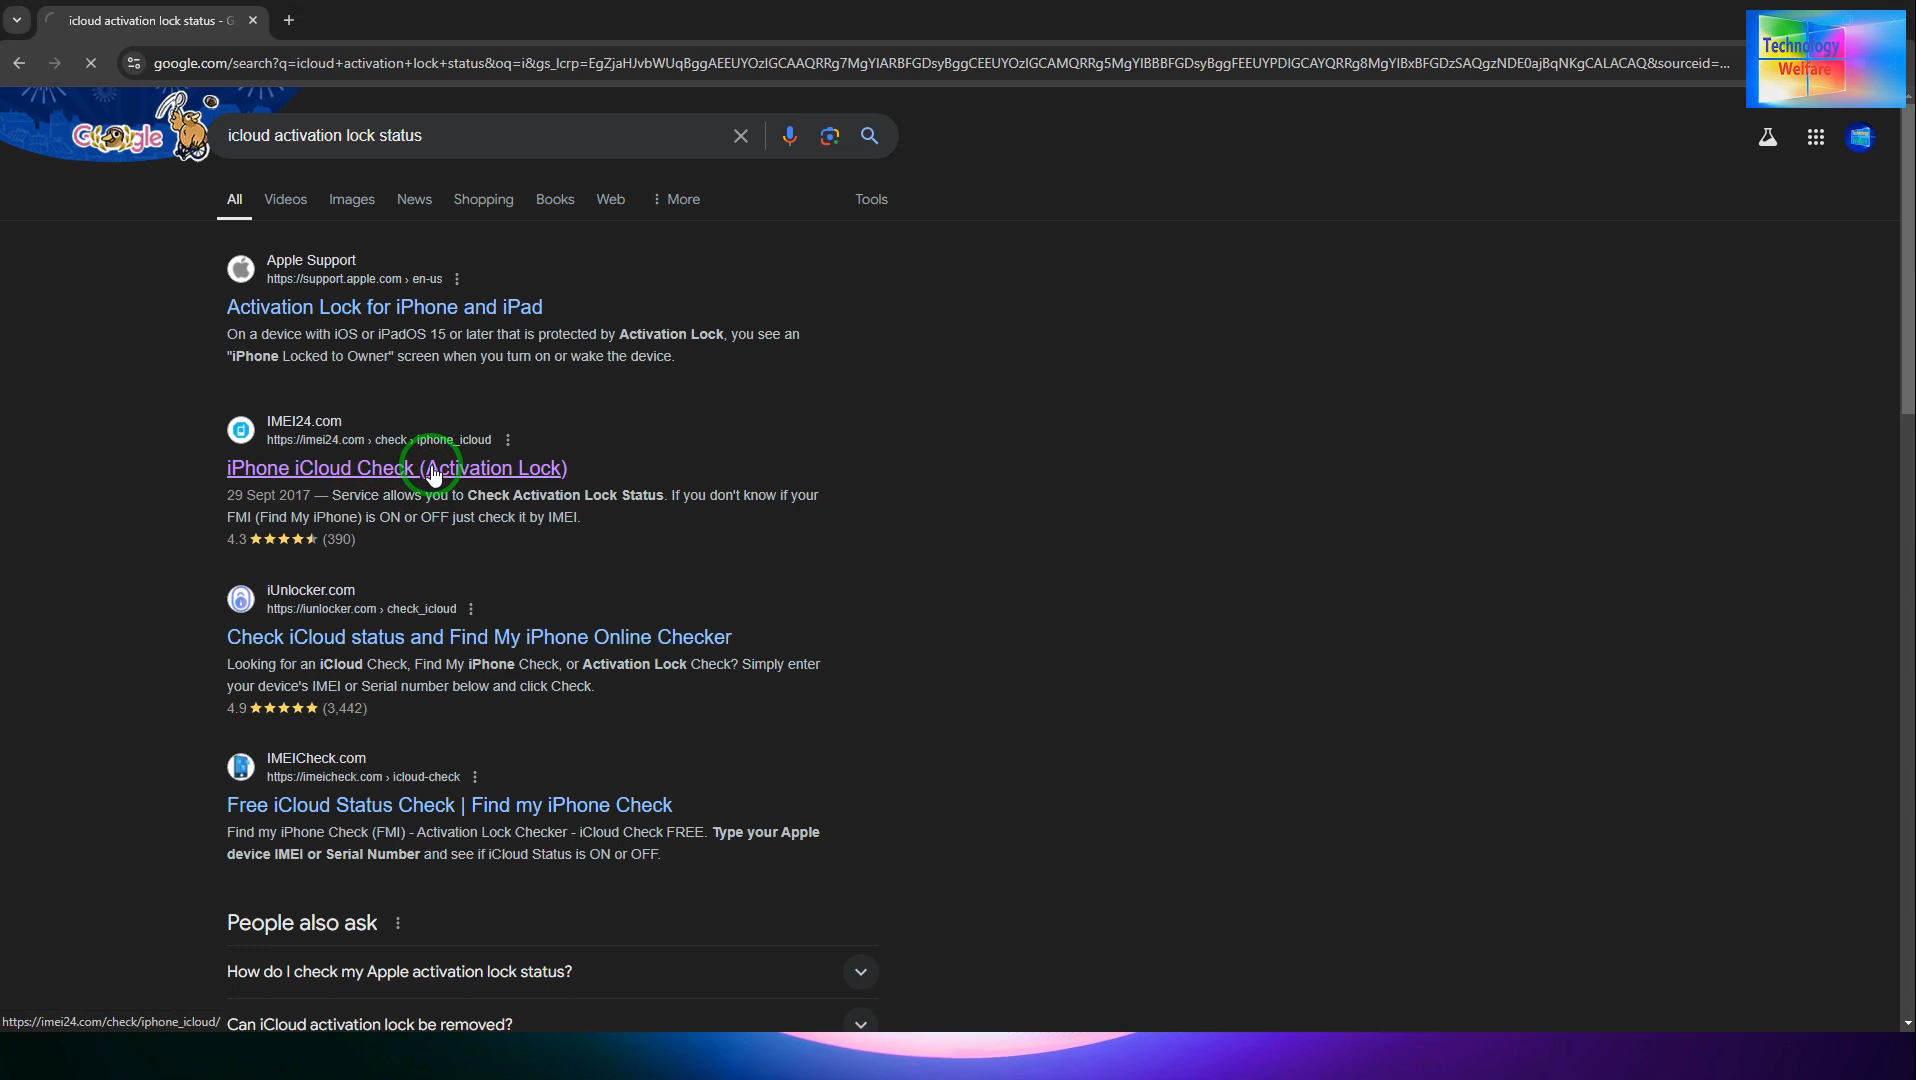 icloud activation lock status - G
google.com/search?q=icloud+activation+lock+status&oq=i&gs_lcrp=EgZjaHJvbWUqBggAEEUYOzIGCAAQRRg7MgYIARBFGDsyBggCEEUYOzIGCAMQRRg5MgYIBBBFGDsyBggFEEUYPDIGCAYQRRg8MgYIBxBFGDzSAQgzNDE0ajBqNKgCALACAQ&sourceid=...
Technology
Welfare
Google
icloud activation lock status
All Videos Images News Shopping Books Web More Tools
Apple Support
https://support.apple.com › en-us
Activation Lock for iPhone and iPad
On a device with iOS or iPadOS 15 or later that is protected by Activation Lock, you see an
"iPhone Locked to Owner" screen when you turn on or wake the device.
IMEI24.com
https://imei24.com › check › iphone_icloud
iPhone iCloud Check (Activation Lock)
29 Sept 2017 — Service allows you to Check Activation Lock Status. If you don't know if your
FMI (Find My iPhone) is ON or OFF just check it by IMEI.
4.3 (390)
iUnlocker.com
https://iunlocker.com › check_icloud
Check iCloud status and Find My iPhone Online Checker
Looking for an iCloud Check, Find My iPhone Check, or Activation Lock Check? Simply enter
your device's IMEI or Serial number below and click Check.
4.9 (3,442)
IMEICheck.com
https://imeicheck.com › icloud-check
Free iCloud Status Check | Find my iPhone Check
Find my iPhone Check (FMI) - Activation Lock Checker - iCloud Check FREE. Type your Apple
device IMEI or Serial Number and see if iCloud Status is ON or OFF.
People also ask
How do I check my Apple activation lock status?
Can iCloud activation lock be removed?
https://imei24.com/check/iphone_icloud/